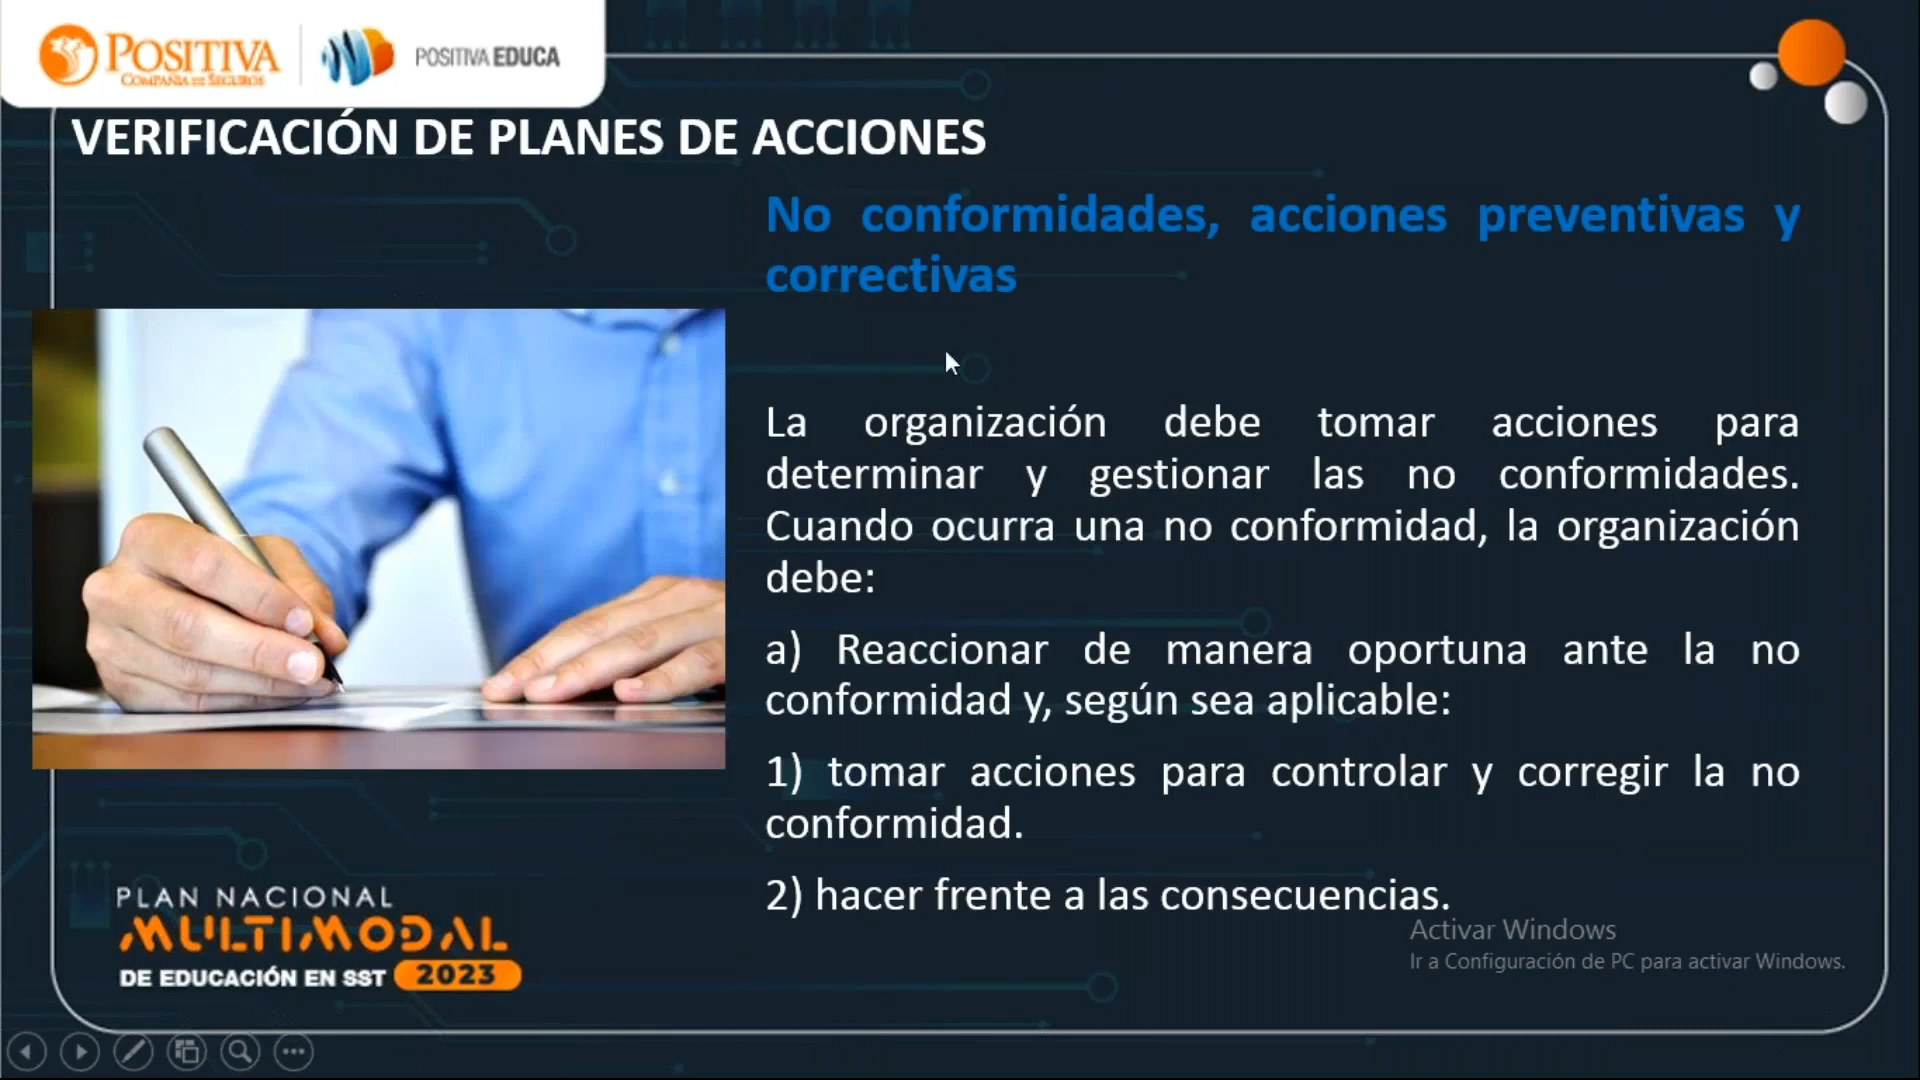 POSITIVA
COMPAÑIA DE SEGUROS
POSITIVA EDUCA
VERIFICACIÓN DE PLANES DE ACCIONES
No conformidades, acciones preventivas y
correctivas
La organización debe tomar acciones para
determinar y gestionar las no conformidades.
Cuando ocurra una no conformidad, la organización
debe:
a) Reaccionar de manera oportuna ante la no
conformidad y, según sea aplicable:
1) tomar acciones para controlar y corregir la no
conformidad.
2) hacer frente a las consecuencias.
PLAN NACIONAL
MULTIMODAL
DE EDUCACIÓN EN SST 2023
Activar Windows
Ir a Configuración de PC para activar Windows.